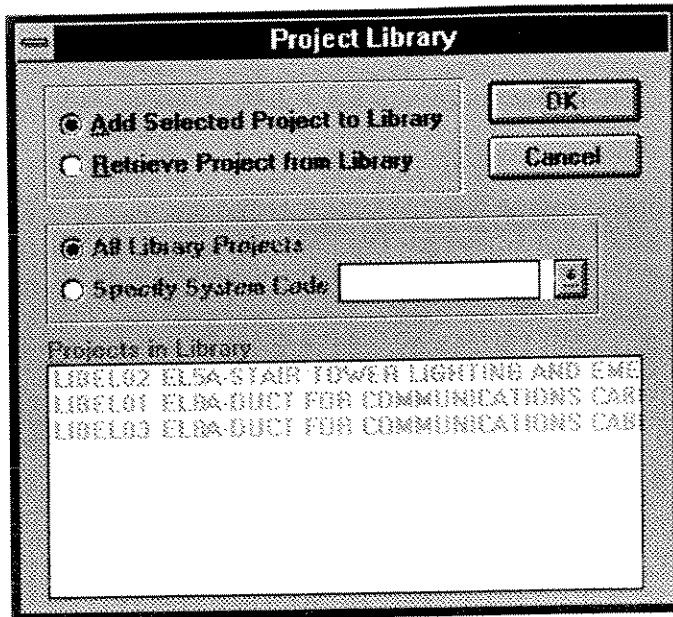 Project Library
Add Selected Project to Library
OK
Retrieve Project from Library
Cancel
All Library Projects
Specify System Code
Projects in Library
LIBEL02 EL5A-STAIR TOWER LIGHTING AND EME
LIBEL01 EL8A-DUCT FOR COMMUNICATIONS CAB
LIBEL03 EL8A-DUCT FOR COMMUNICATIONS CAB